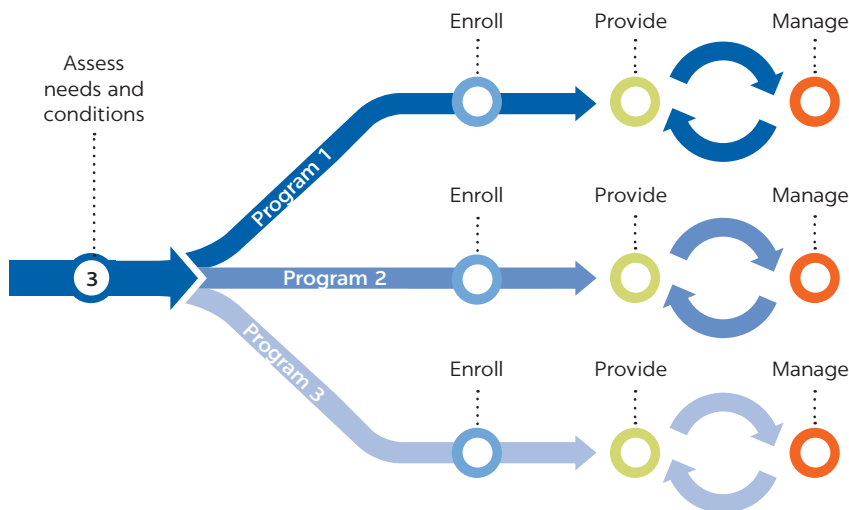 Assess
needs and
conditions
3
Enroll
Provide
Manage
Program 1
Enroll
Provide
Manage
Program 2
Enroll
Provide
Manage
Program 3